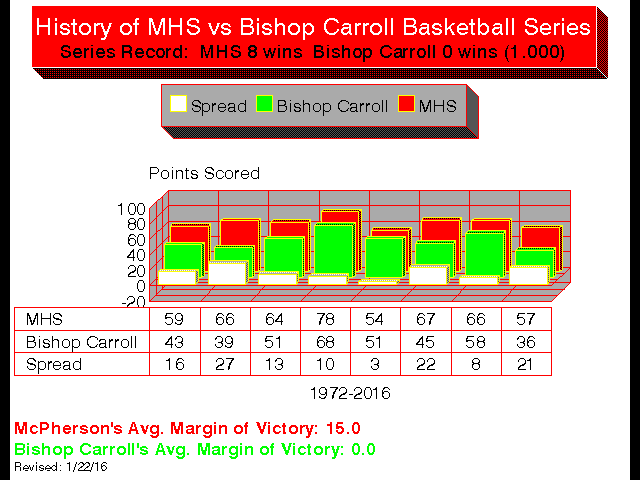 History of MHS vs Bishop Carroll Basketball Series
Series Record: MHS 8 wins Bishop Carroll 0 wins (1.000)
Spread Bishop Carroll MHS
Points Scored
100
80
60
40
20
0
-20
MHS 59 66 64 78 54 67 66 57
Bishop Carroll 43 39 51 68 51 45 58 36
Spread 16 27 13 10 3 22 8 21
1972-2016
McPherson's Avg. Margin of Victory: 15.0
Bishop Carroll's Avg. Margin of Victory: 0.0
Revised: 1/22/16